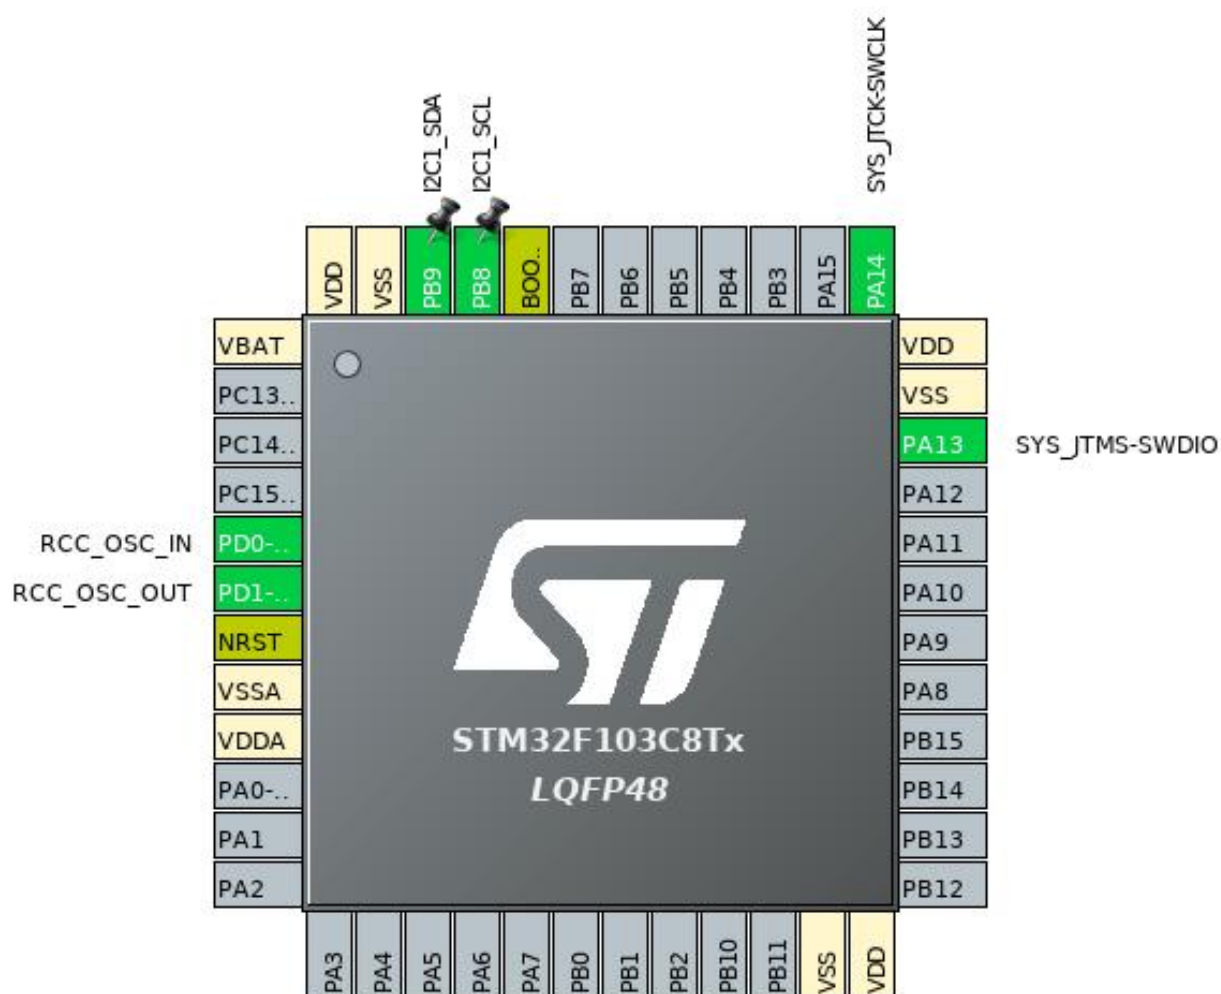 SYS_JTCK-SWCLK
I2C1_SDA
I2C1_SCL
VDD
VSS
PB9
PB8
BOO..
PB7
PB6
PB5
PB4
PB3
PA15
PA14
VBAT
PC13..
PC14..
PC15..
RCC_OSC_IN
PD0-..
RCC_OSC_OUT
PD1-..
NRST
VSSA
VDDA
PA0-..
PA1
PA2
VDD
VSS
PA13
SYS_JTMS-SWDIO
PA12
PA11
PA10
PA9
PA8
PB15
PB14
PB13
PB12
ST
STM32F103C8Tx
LQFP48
PA3
PA4
PA5
PA6
PA7
PB0
PB1
PB2
PB10
PB11
VSS
VDD